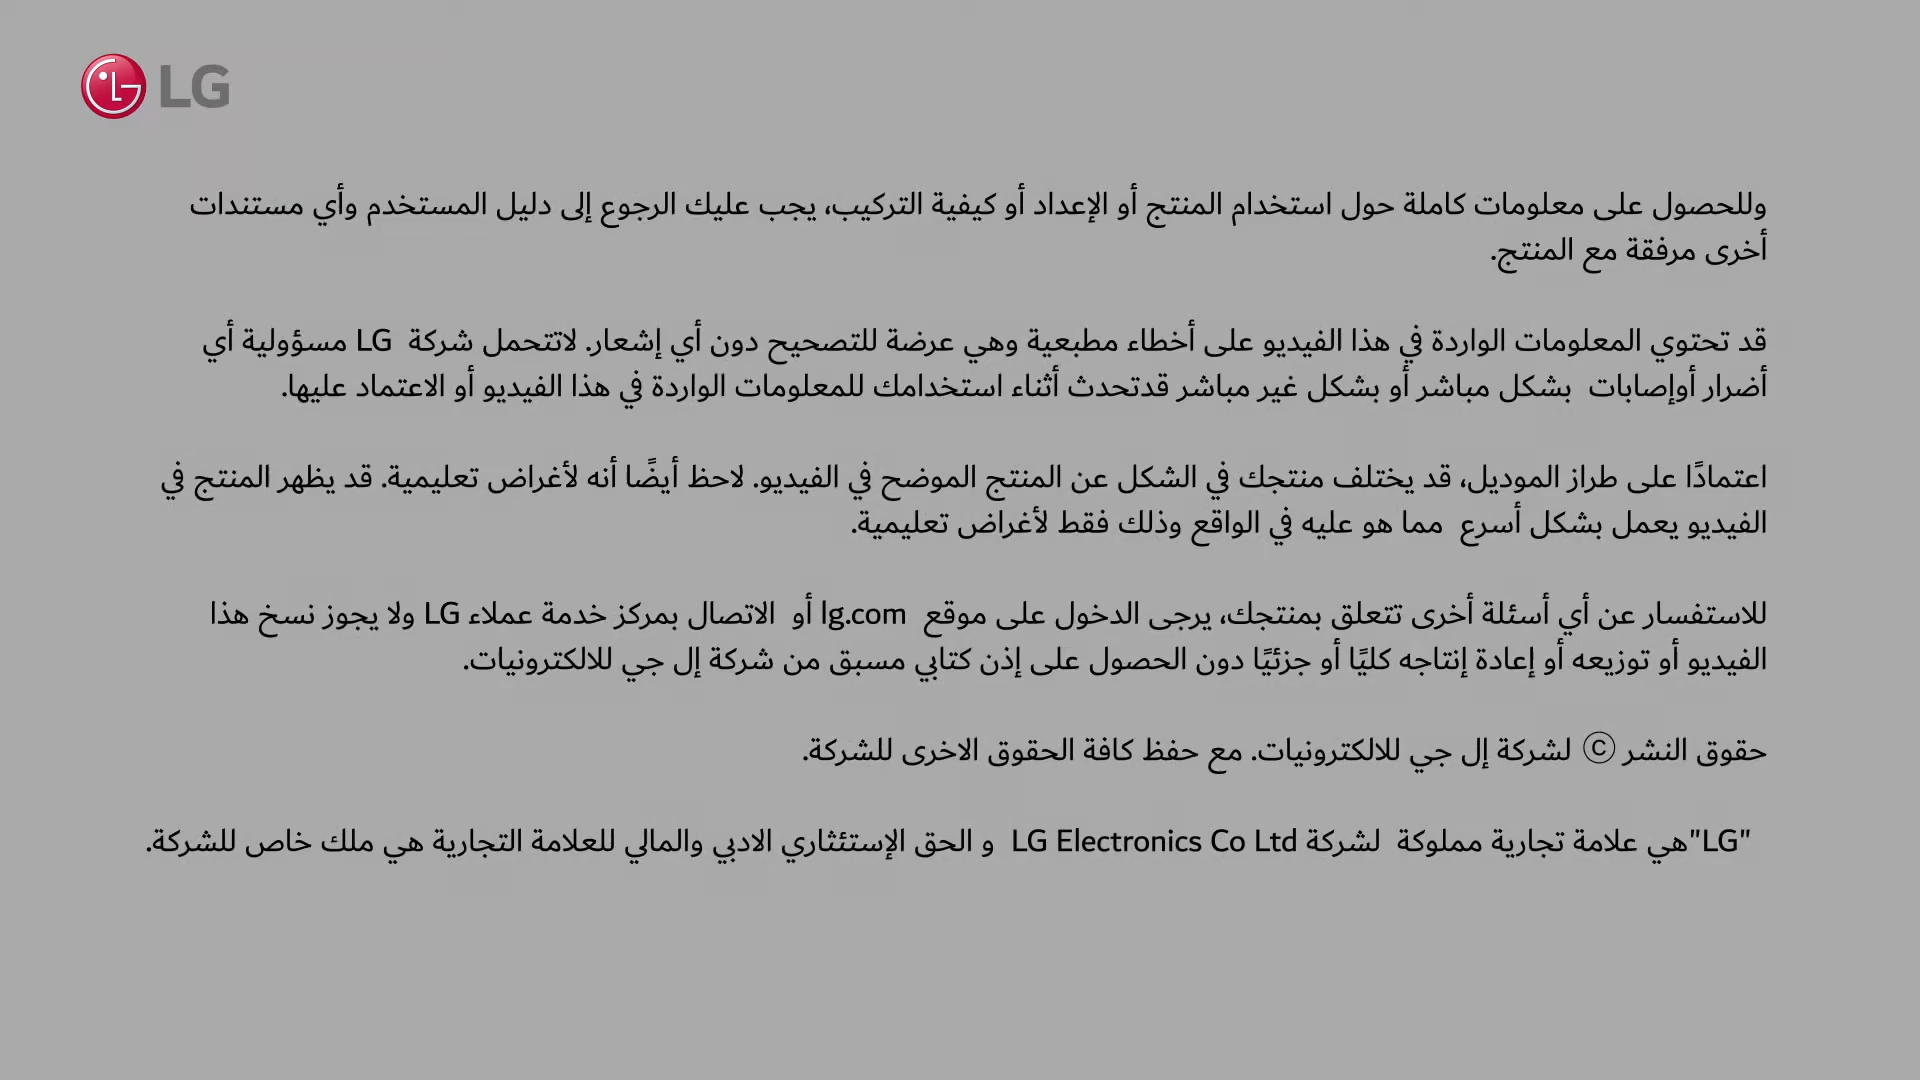 LG
وللحصول على معلومات كاملة حول استخدام المنتج أو الإعداد أو كيفية التركيب، يجب عليك الرجوع إلى دليل المستخدم وأي مستندات
أخرى مرفقة مع المنتج.
قد تحتوي المعلومات الواردة في هذا الفيديو على أخطاء مطبعية وهي عرضة للتصحيح دون أي إشعار. لاتتحمل شركة LG مسؤولية أي
أضرار أوإصابات بشكل مباشر أو بشكل غير مباشر قدتحدث أثناء استخدامك للمعلومات الواردة في هذا الفيديو أو الاعتماد عليها.
اعتمادًا على طراز الموديل، قد يختلف منتجك في الشكل عن المنتج الموضح في الفيديو. لاحظ أيضًا أنه لأغراض تعليمية. قد يظهر المنتج في
الفيديو يعمل بشكل أسرع مما هو عليه في الواقع وذلك فقط لأغراض تعليمية.
للاستفسار عن أي أسئلة أخرى تتعلق بمنتجك، يرجى الدخول على موقع lg.com أو الاتصال بمركز خدمة عملاء LG ولا يجوز نسخ هذا
الفيديو أو توزيعه أو إعادة إنتاجه كليًا أو جزئيًا دون الحصول على إذن كتابي مسبق من شركة إل جي للالكترونيات.
حقوق النشر ⓒ لشركة إل جي للالكترونيات. مع حفظ كافة الحقوق الاخرى للشركة.
"LG"هي علامة تجارية مملوكة لشركة LG Electronics Co Ltd و الحق الإستئثاري الادبي والمالي للعلامة التجارية هي ملك خاص للشركة.